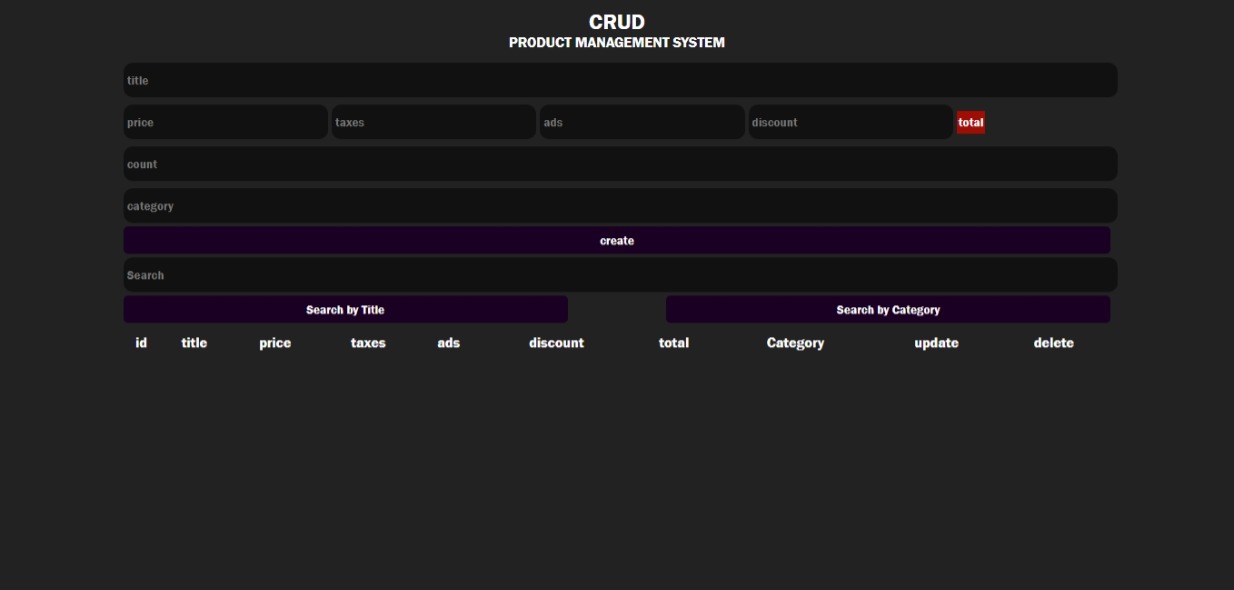 CRUD
PRODUCT MANAGEMENT SYSTEM
title
price taxes ads discount total
count
category
create
Search
Search by Title Search by Category
id title price taxes ads discount total Category update delete